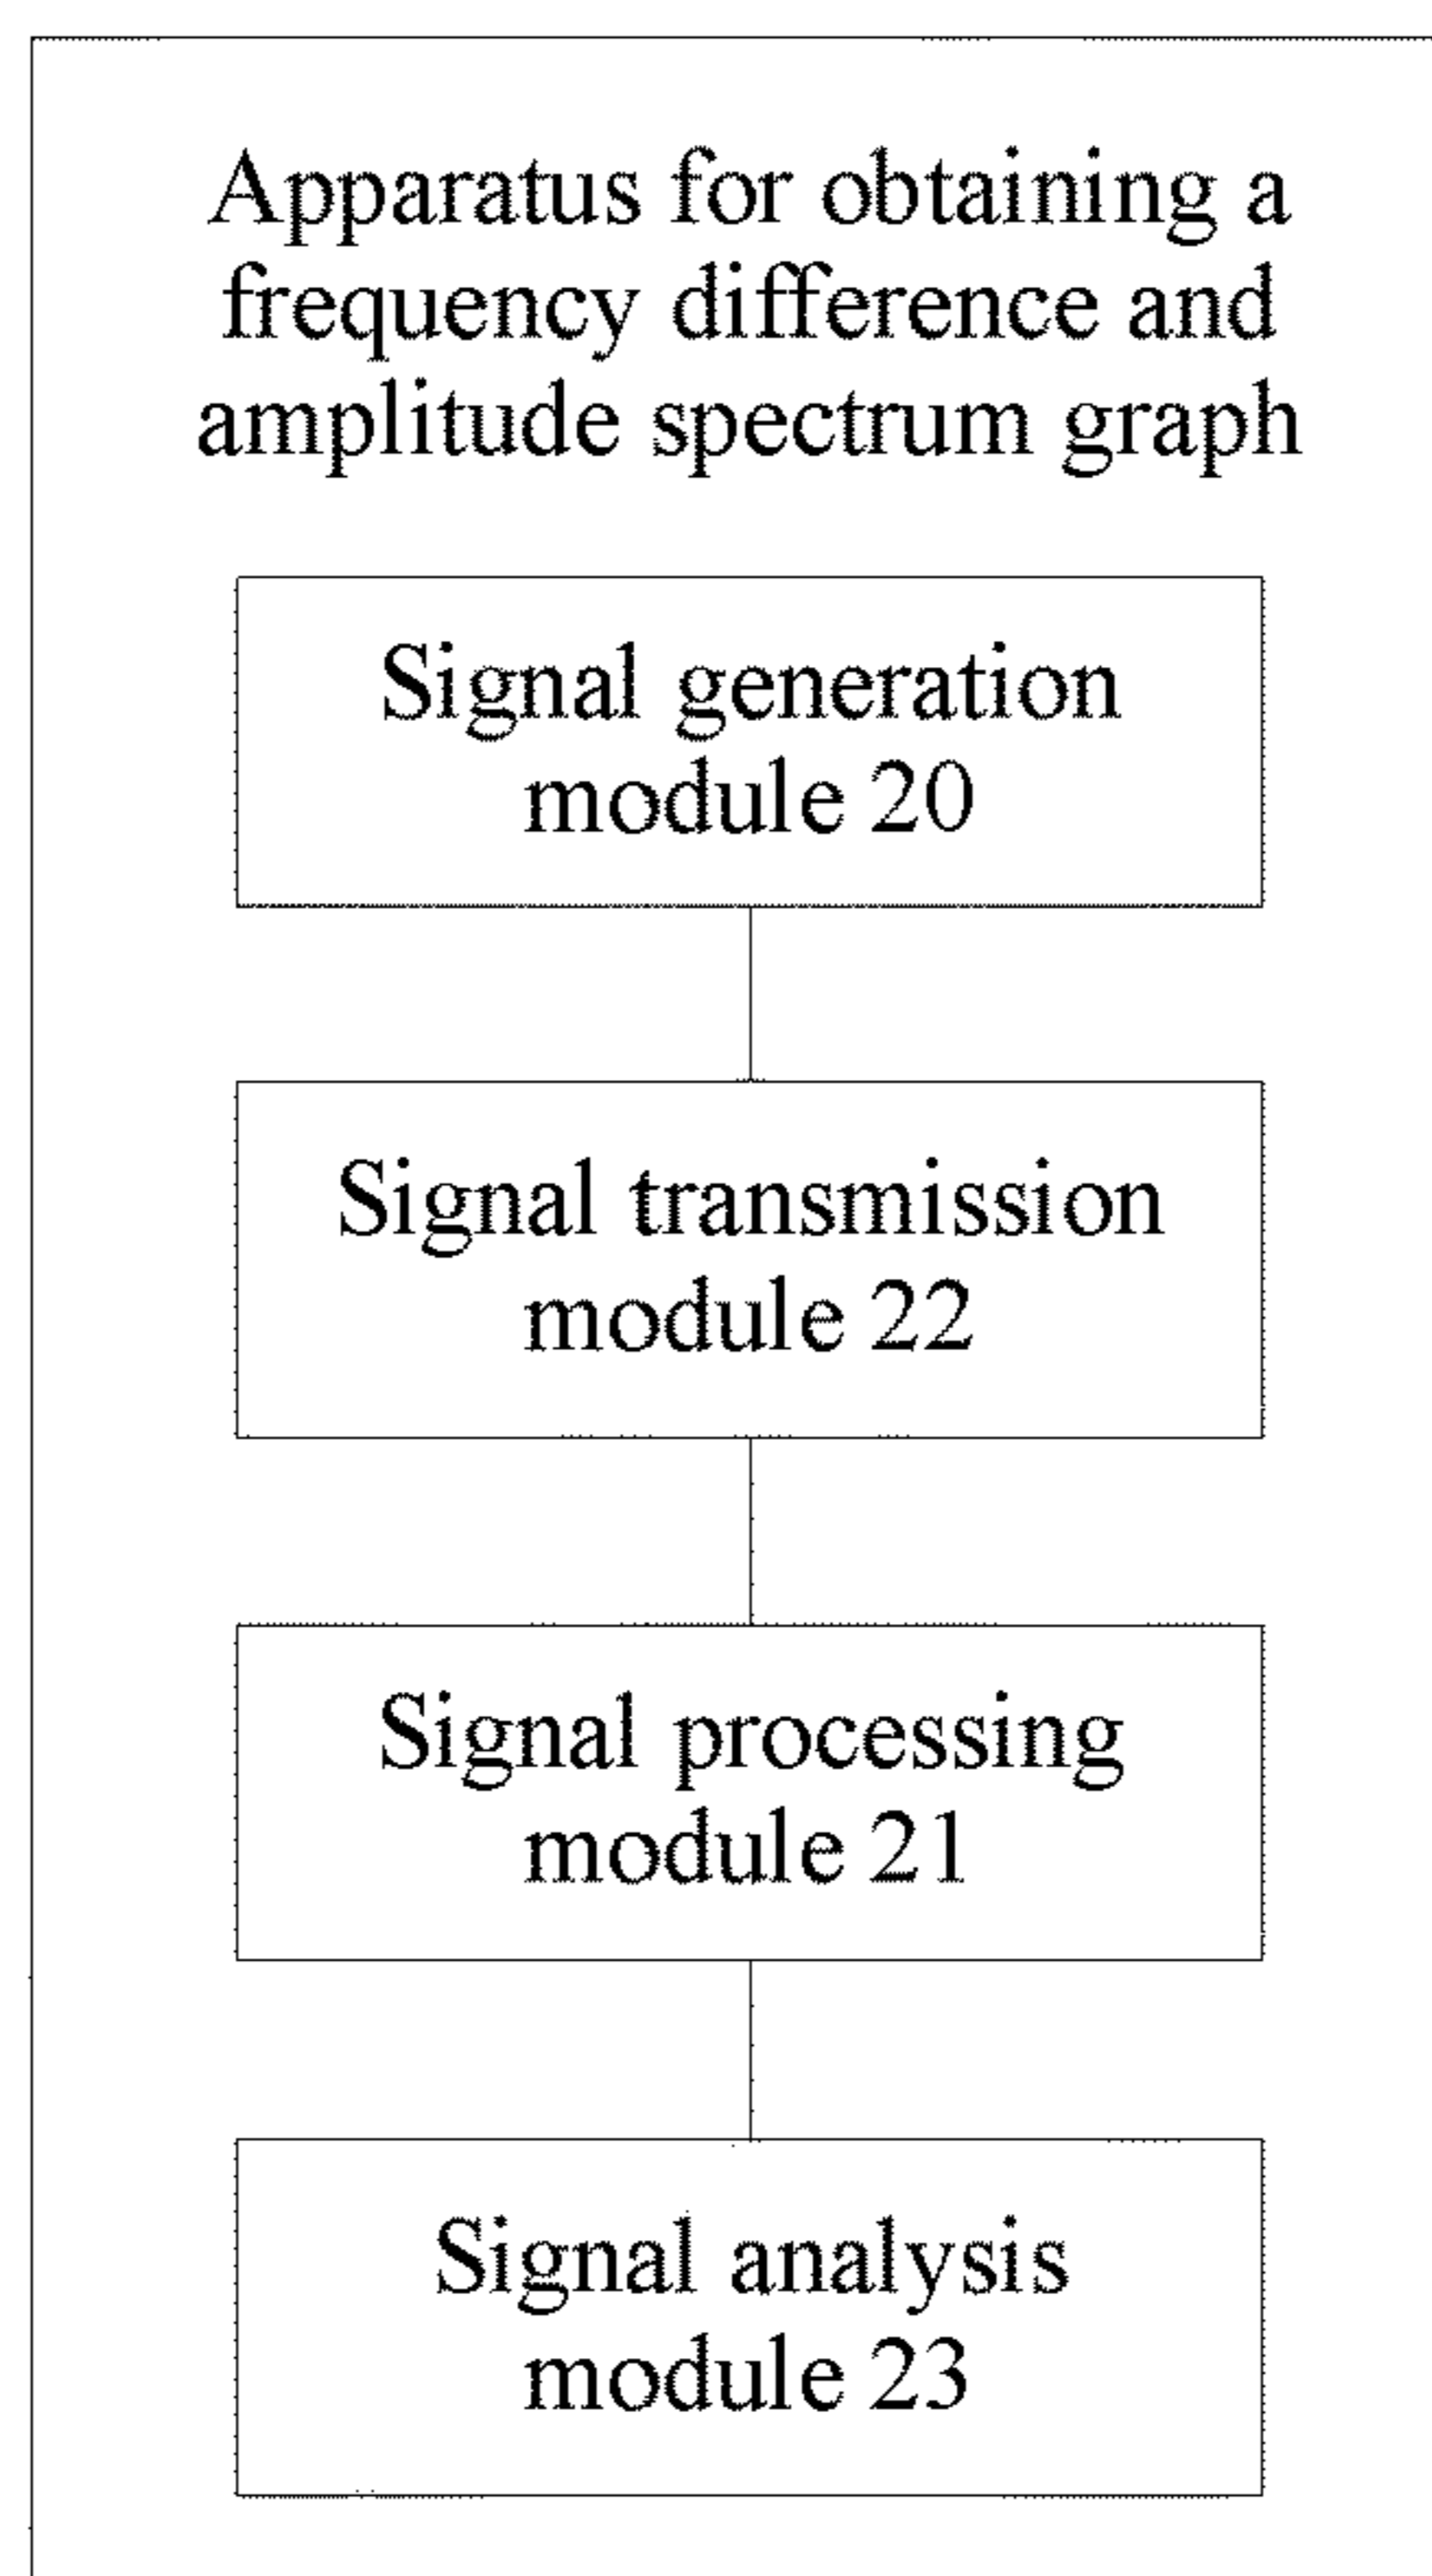 Apparatus for obtaining a
frequency difference and
amplitude spectrum graph
Signal generation
module 20
Signal transmission
module 22
Signal processing
module 21
Signal analysis
module 23